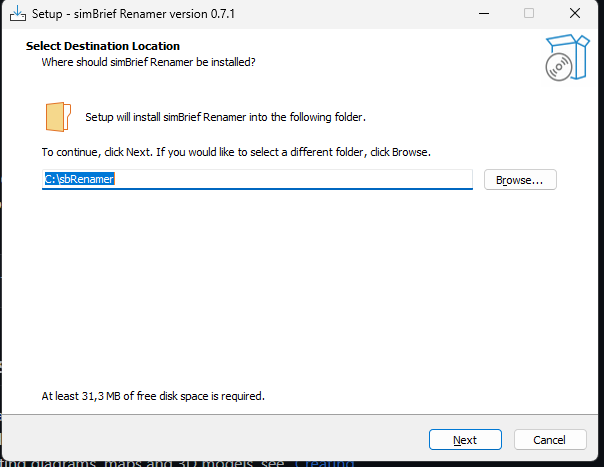 Setup - simBrief Renamer version 0.7.1
Select Destination Location
Where should simBrief Renamer be installed?
Setup will install simBrief Renamer into the following folder.
To continue, click Next. If you would like to select a different folder, click Browse.
C:\sbRenamer
Browse...
At least 31,3 MB of free disk space is required.
Next
Cancel
ting diagrams, maps and 3D models, see "Creating